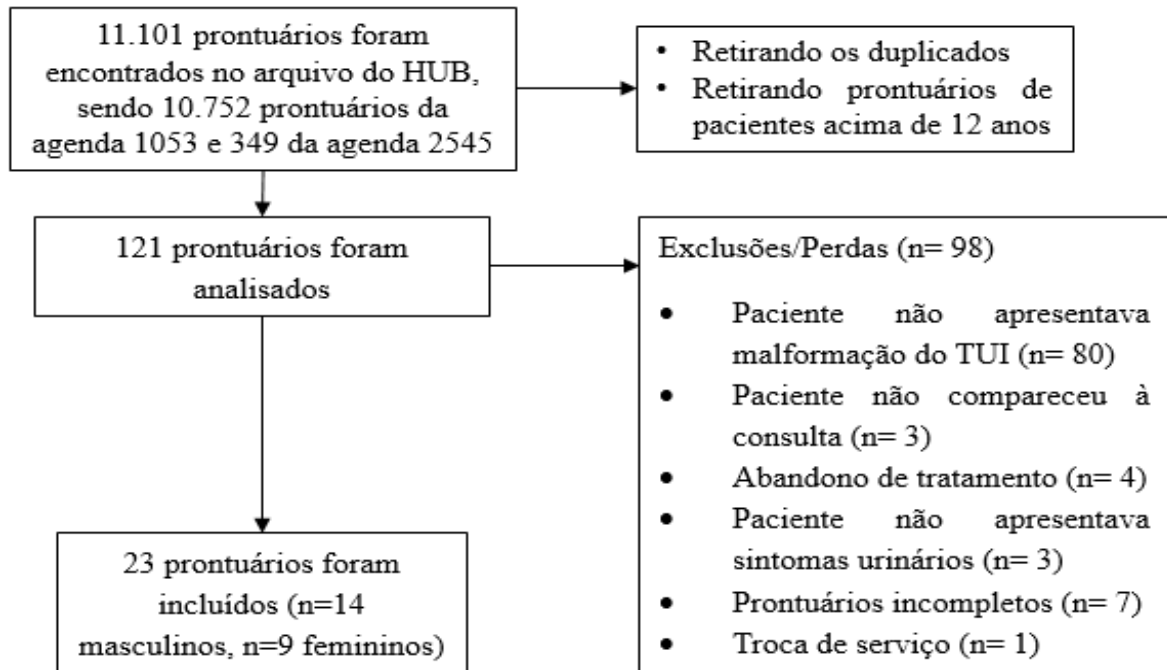 11.101 prontuários foram
encontrados no arquivo do HUB,
sendo 10.752 prontuários da
agenda 1053 e 349 da agenda 2545
• Retirando os duplicados
• Retirando prontuários de
pacientes acima de 12 anos
121 prontuários foram
analisados
Exclusões/Perdas (n= 98)
• Paciente não apresentava
malformação do TUI (n= 80)
• Paciente não compareceu à
consulta (n= 3)
• Abandono de tratamento (n= 4)
• Paciente não apresentava
sintomas urinários (n= 3)
• Prontuários incompletos (n= 7)
• Troca de serviço (n= 1)
23 prontuários foram
incluídos (n=14
masculinos, n=9 femininos)